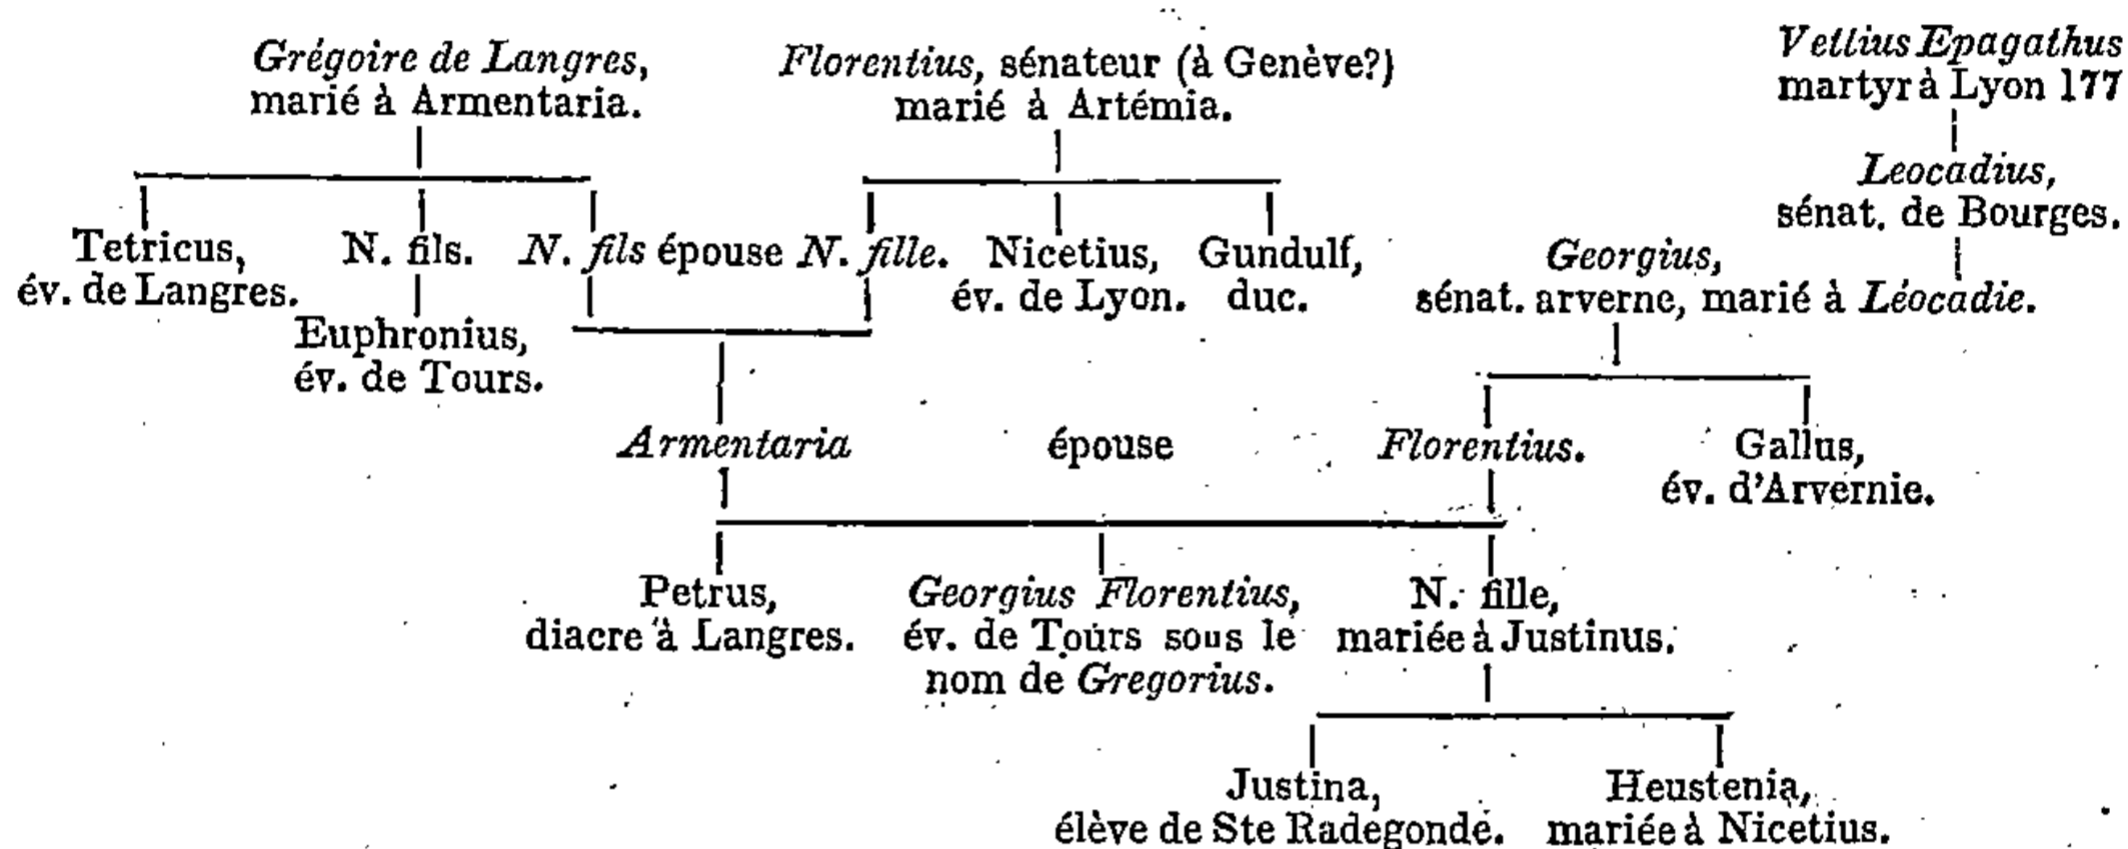 Grégoire de Langres,
marié à Armentaria.
Florentius, sénateur (à Genève?)
marié à Artémia.
Vettius Epagathus
martyr à Lyon 177
Leocadius,
sénat. de Bourges.
Tetricus,
év. de Langres.
N. fils.
N. fils épouse N. fille.
Nicetius,
év. de Lyon.
Gundulf,
duc.
Georgius,
sénat. arverne, marié à Léocadie.
Euphronius,
év. de Tours.
Armentaria épouse Florentius.
Gallus,
év. d'Arvernie.
Petrus,
diacre à Langres.
Georgius Florentius,
év. de Tours sous le
nom de Gregorius.
N. fille,
mariée à Justinus.
Justina,
élève de Ste Radegonde.
Heustenia,
mariée à Nicetius.